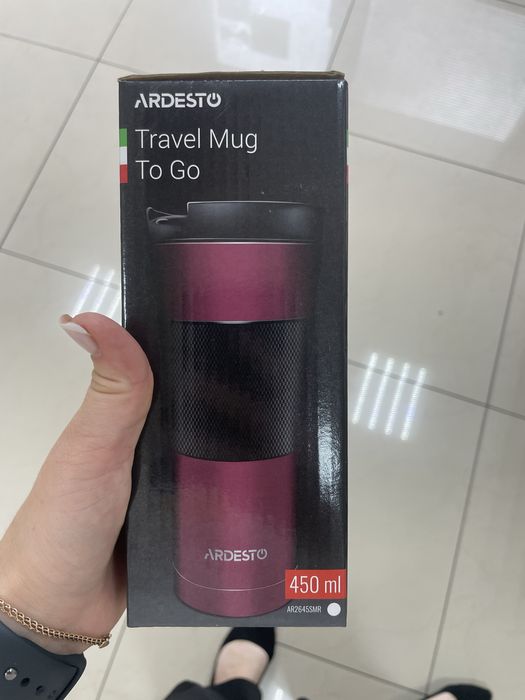 ARDESTO
Travel Mug
To Go
ARDESTO
450 ml
AR2645SMR